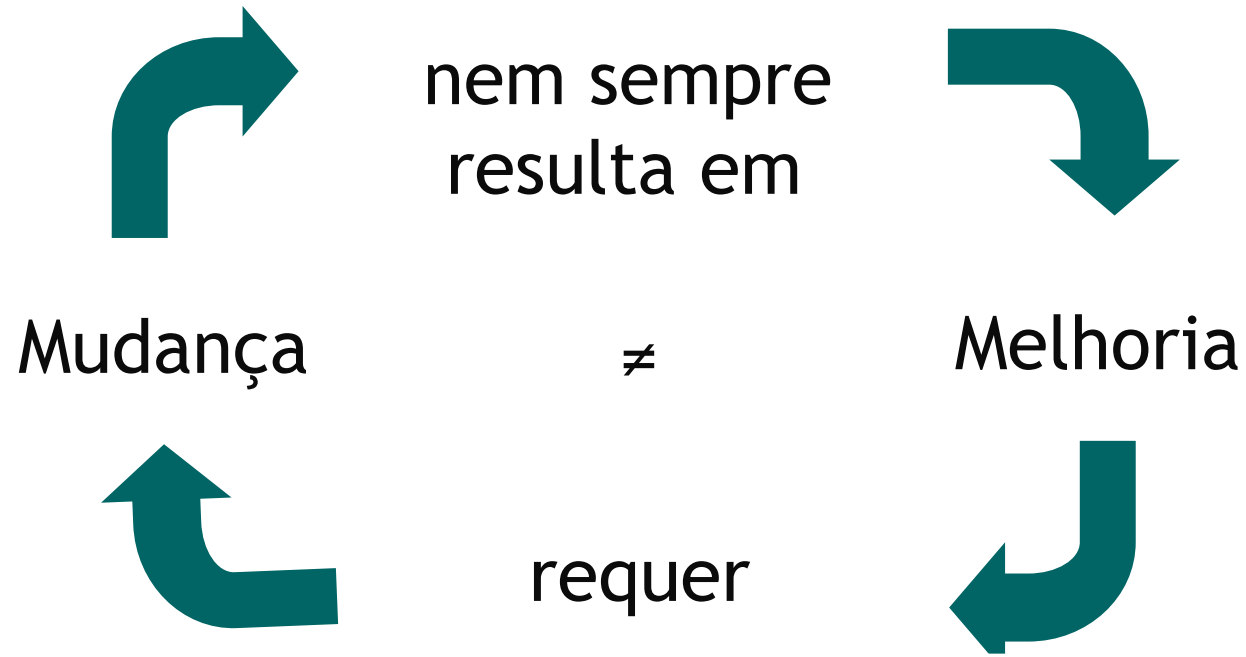 nem sempre
resulta em
Mudança
≠
Melhoria
requer